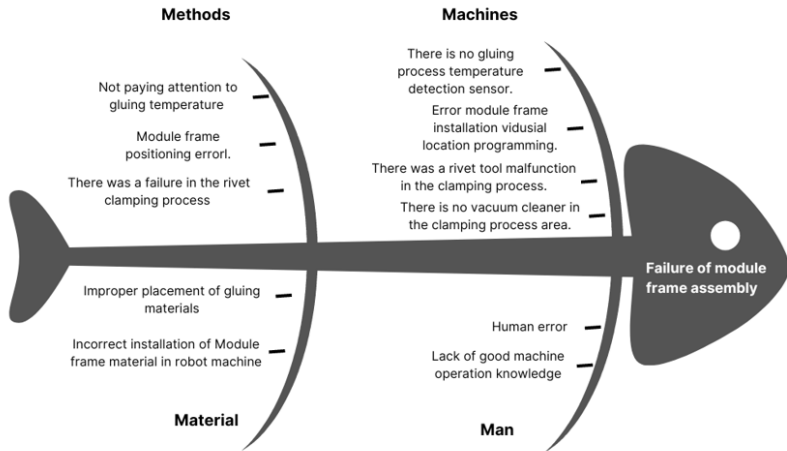 Methods
Machines
Not paying attention to
gluing temperature
Module frame
positioning errorl.
There was a failure in the rivet
clamping process
There is no gluing
process temperature
detection sensor.
Error module frame
installation vidusial
location programming.
There was a rivet tool malfunction
in the clamping process.
There is no vacuum cleaner in
the clamping process area.
Failure of module
frame assembly
Improper placement of gluing
materials
Incorrect installation of Module
frame material in robot machine
Human error
Lack of good machine
operation knowledge
Material
Man